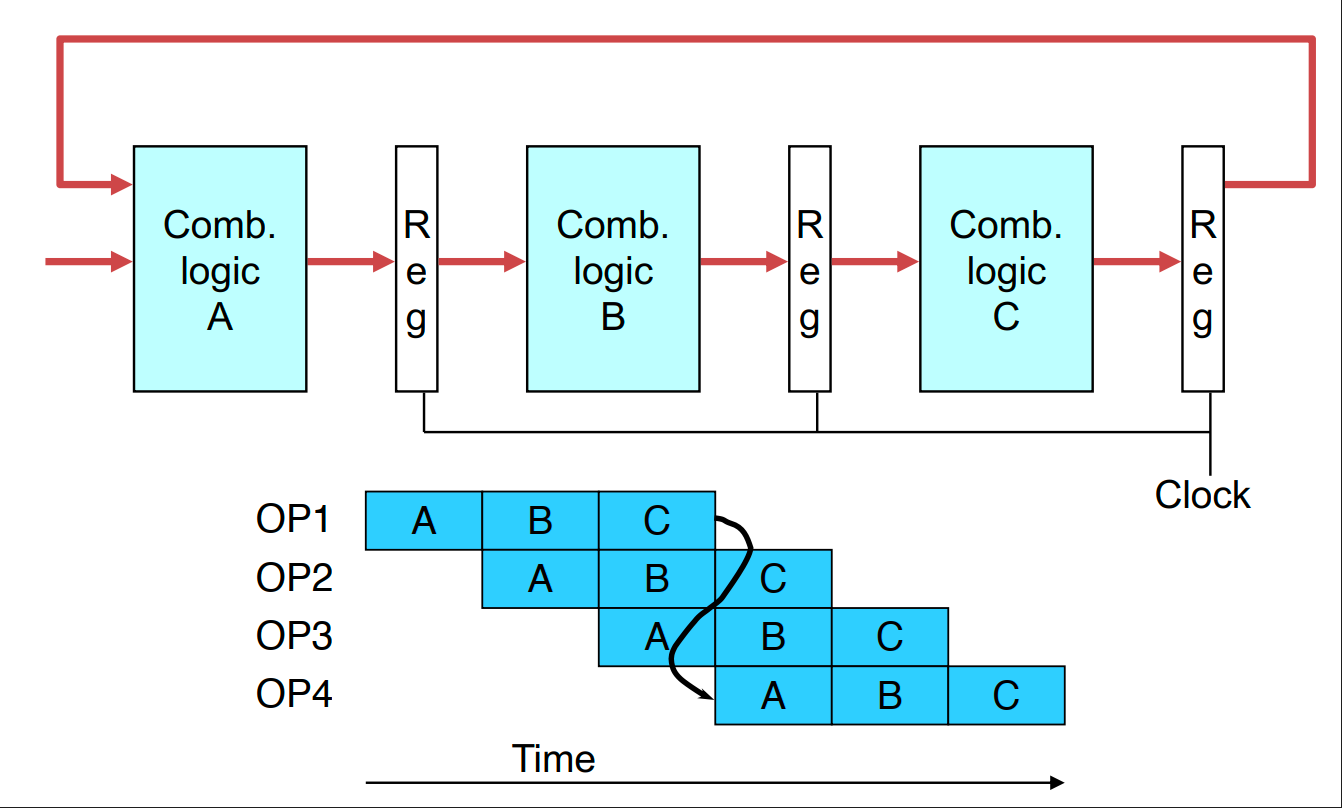 Comb.
logic
A
R
e
g
Comb.
logic
B
R
e
g
Comb.
logic
C
R
e
g
Clock
OP1 A B C
OP2 A B C
OP3 A B C
OP4 A B C
Time